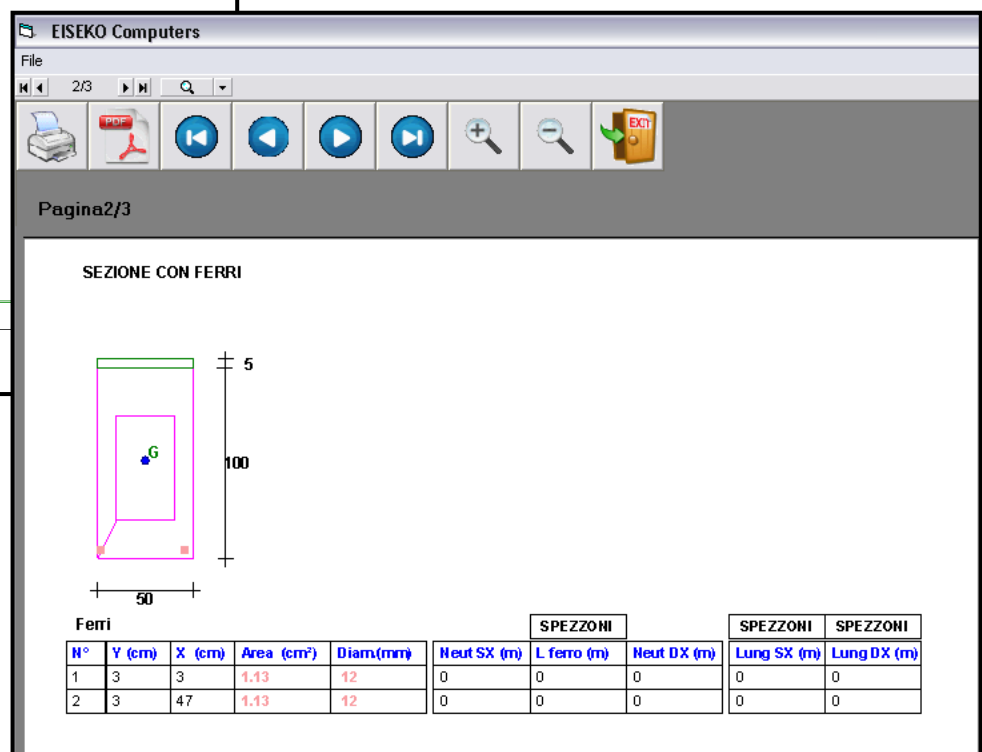 EISEKO Computers
File
2/3
PDF
EXIT
Pagina2/3
SEZIONE CON FERRI
5
G
100
50
Ferri SPEZZONI SPEZZONI SPEZZONI
N° Y (cm) X (cm) Area (cm²) Diam.(mm) Neut SX (m) L ferro (m) Neut DX (m) Lung SX (m) Lung DX (m)
1 3 3 1.13 12 0 0 0 0 0
2 3 47 1.13 12 0 0 0 0 0